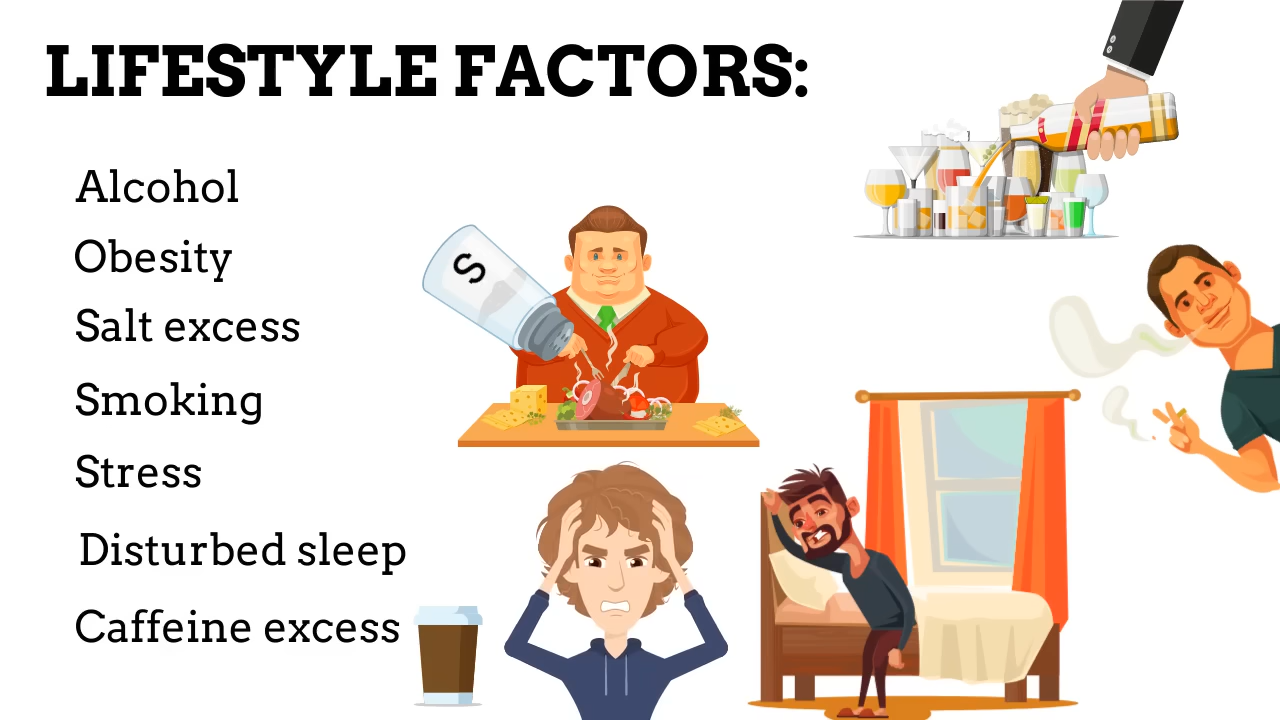 LIFESTYLE FACTORS:
Alcohol
Obesity
S
Salt excess
Smoking
Stress
Disturbed sleep
Caffeine excess